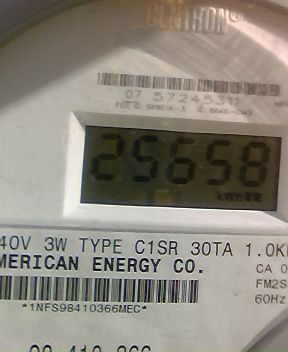 CENTRON®
07 57245311
25658
kWh
40V 3W TYPE C1SR 30TA 1.0K
MERICAN ENERGY CO.
CA 0
FM2S
60Hz
*1NFS98410366MEC*